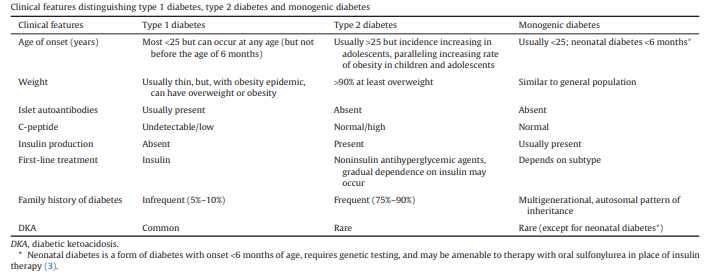 Clinical features distinguishing type 1 diabetes, type 2 diabetes and monogenic diabetes
Clinical features Type 1 diabetes Type 2 diabetes Monogenic diabetes
Age of onset (years) Most <25 but can occur at any age (but not Usually >25 but incidence increasing in Usually <25; neonatal diabetes <6 months*
before the age of 6 months) adolescents, paralleling increasing rate
of obesity in children and adolescents
Weight Usually thin, but, with obesity epidemic, >90% at least overweight Similar to general population
can have overweight or obesity
Islet autoantibodies Usually present Absent Absent
C-peptide Undetectable/low Normal/high Normal
Insulin production Absent Present Usually present
First-line treatment Insulin Noninsulin antihyperglycemic agents, Depends on subtype
gradual dependence on insulin may
occur
Family history of diabetes Infrequent (5%–10%) Frequent (75%–90%) Multigenerational, autosomal pattern of
inheritance
DKA Common Rare Rare (except for neonatal diabetes*)
DKA, diabetic ketoacidosis.
* Neonatal diabetes is a form of diabetes with onset <6 months of age, requires genetic testing, and may be amenable to therapy with oral sulfonylurea in place of insulin
therapy (3).